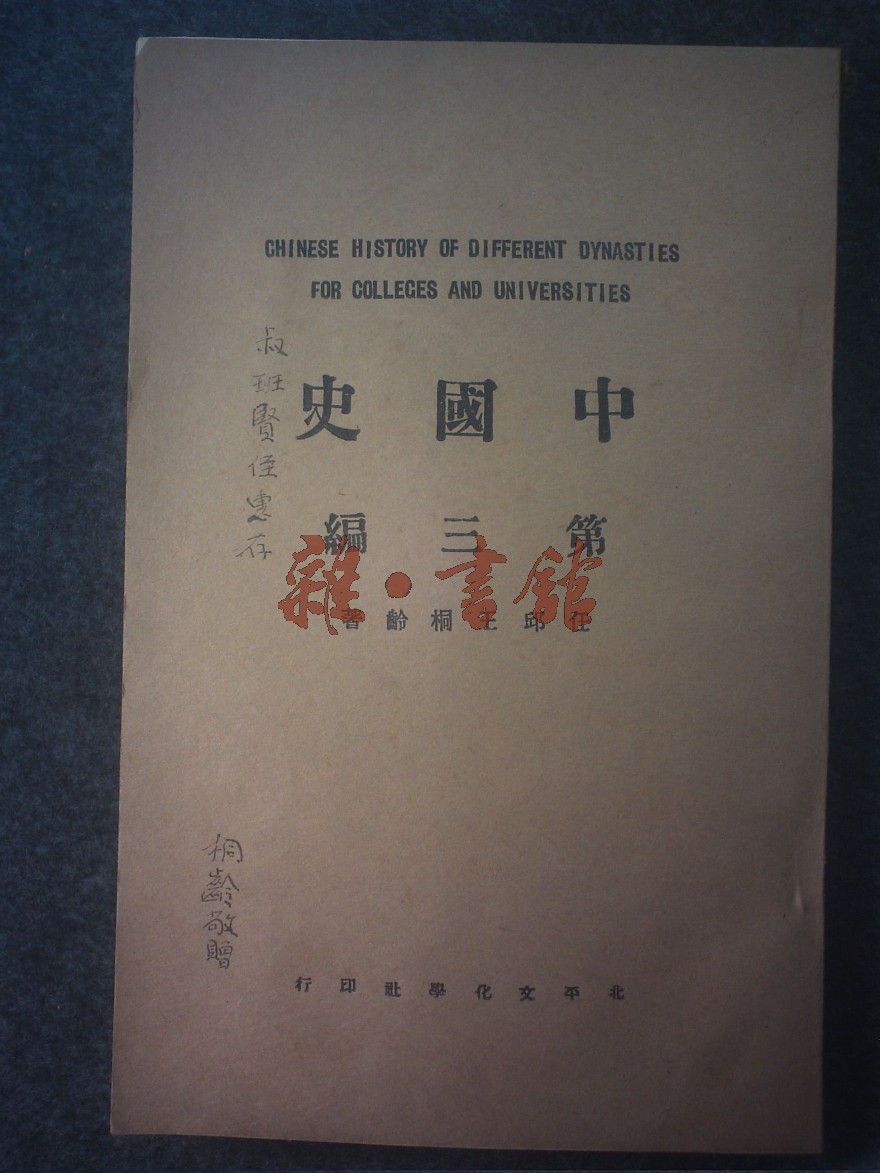 CHINESE HISTORY OF DIFFERENT DYNASTIES
FOR COLLEGES AND UNIVERSITIES
中國史
第三編
任邱王桐齡著
叔班賢侄惠存
桐齡敬贈
北平文化學社印行
雜·書館